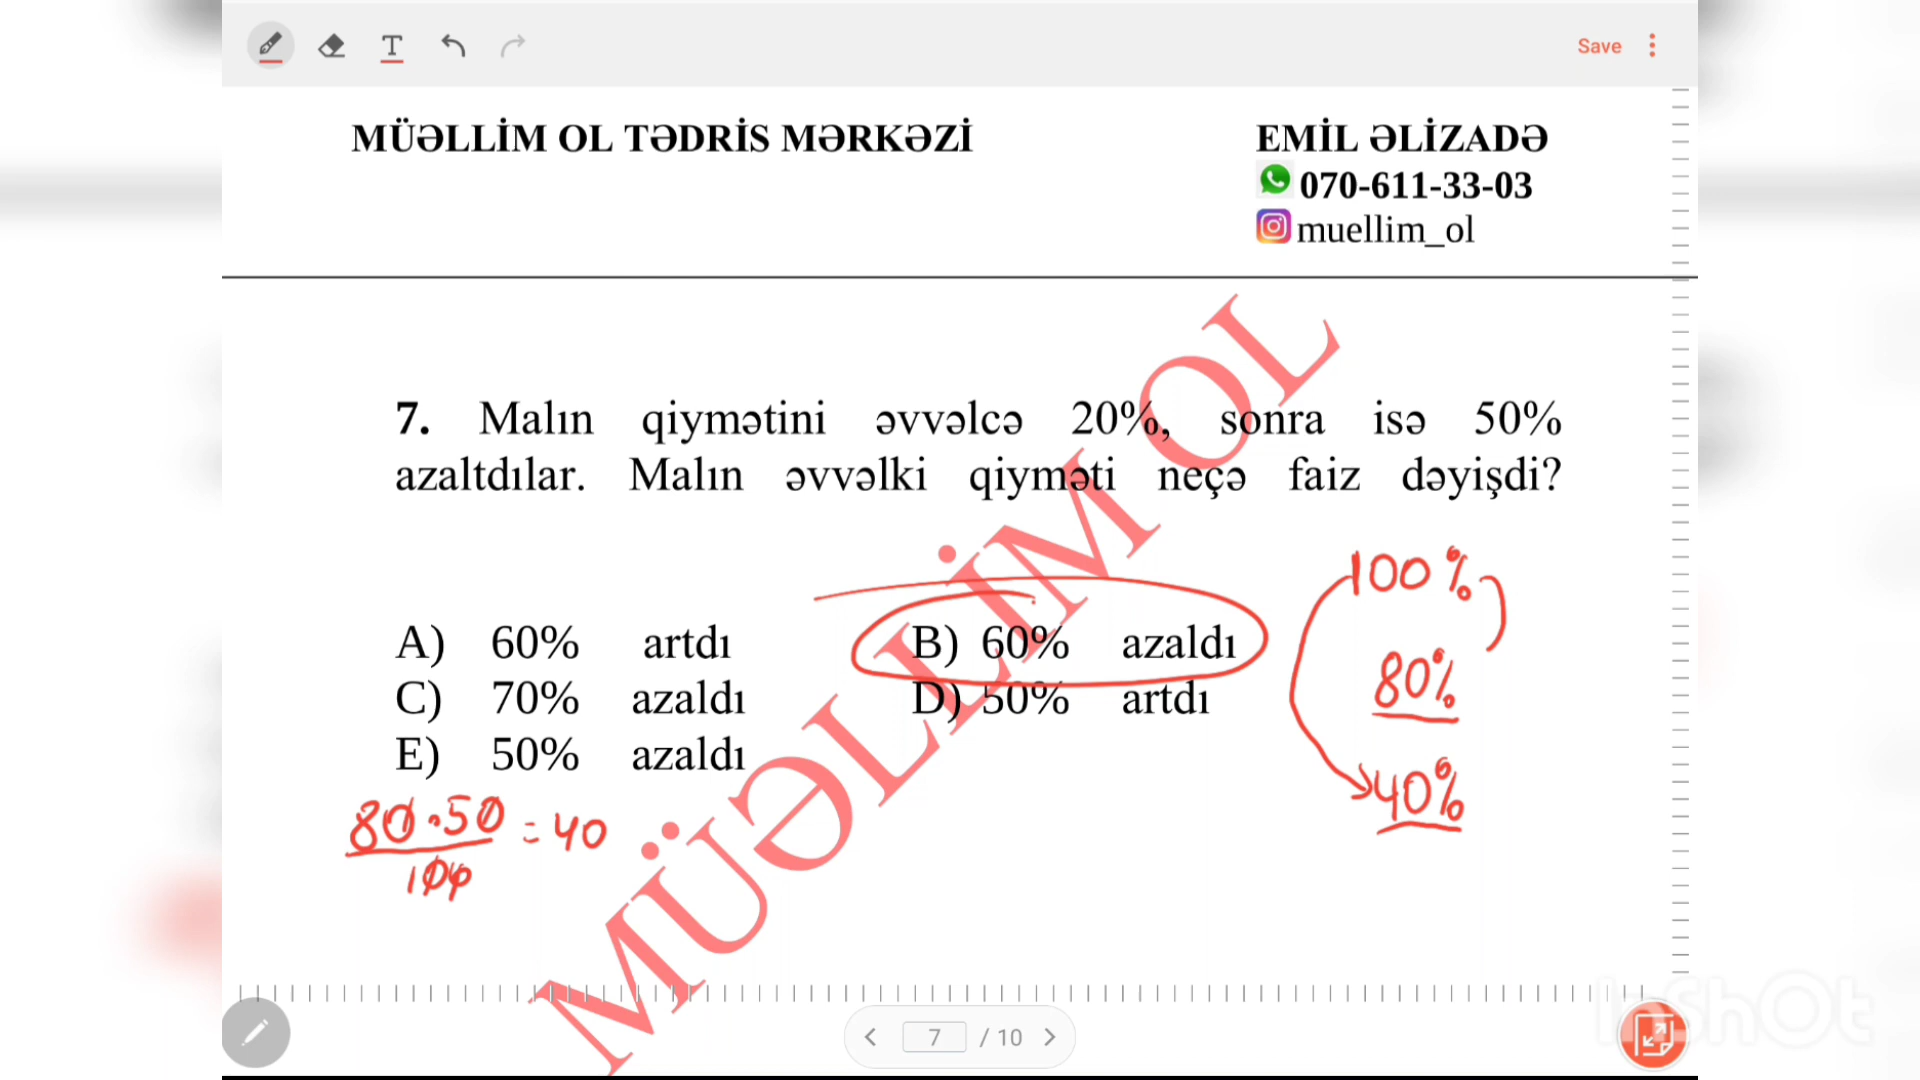 Save
MÜƏLLİM OL TƏDRİS MƏRKƏZİ
EMİL ƏLİZADƏ
070-611-33-03
muellim_ol
7. Malın qiymətini əvvəlcə 20%, sonra isə 50%
azaltdılar. Malın əvvəlki qiyməti neçə faiz dəyişdi?
A) 60% artdı B) 60% azaldı
C) 70% azaldı D) 50% artdı
E) 50% azaldı
100%
80%
40%
80·50 = 40
100
MÜƏLLİM OL
7 / 10
InShOt